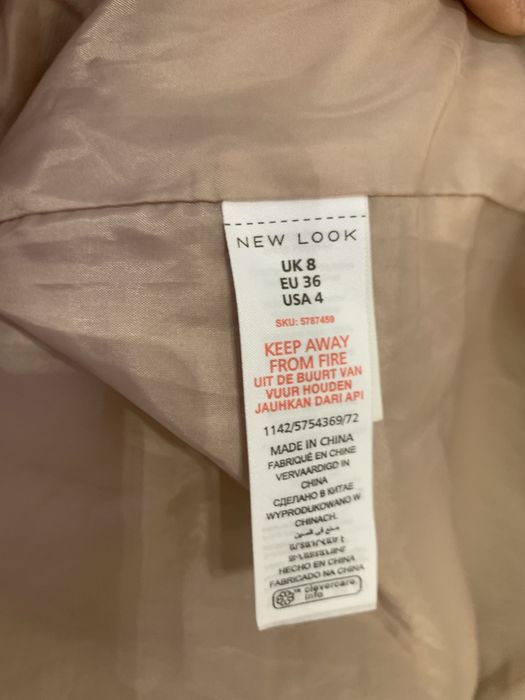 NEW LOOK
UK 8
EU 36
USA 4
SKU: 5787459
KEEP AWAY
FROM FIRE
UIT DE BUURT VAN
VUUR HOUDEN
JAUHKAN DARI API
1142/5754369/72
MADE IN CHINA
FABRIQUÉ EN CHINE
VERVAARDIGD IN
CHINA
СДЕЛАНО В КИТАЕ
WYPRODUKOWANO W
CHINACH.
HECHO EN CHINA
FABRICADO NA CHINA
clevercare.
info